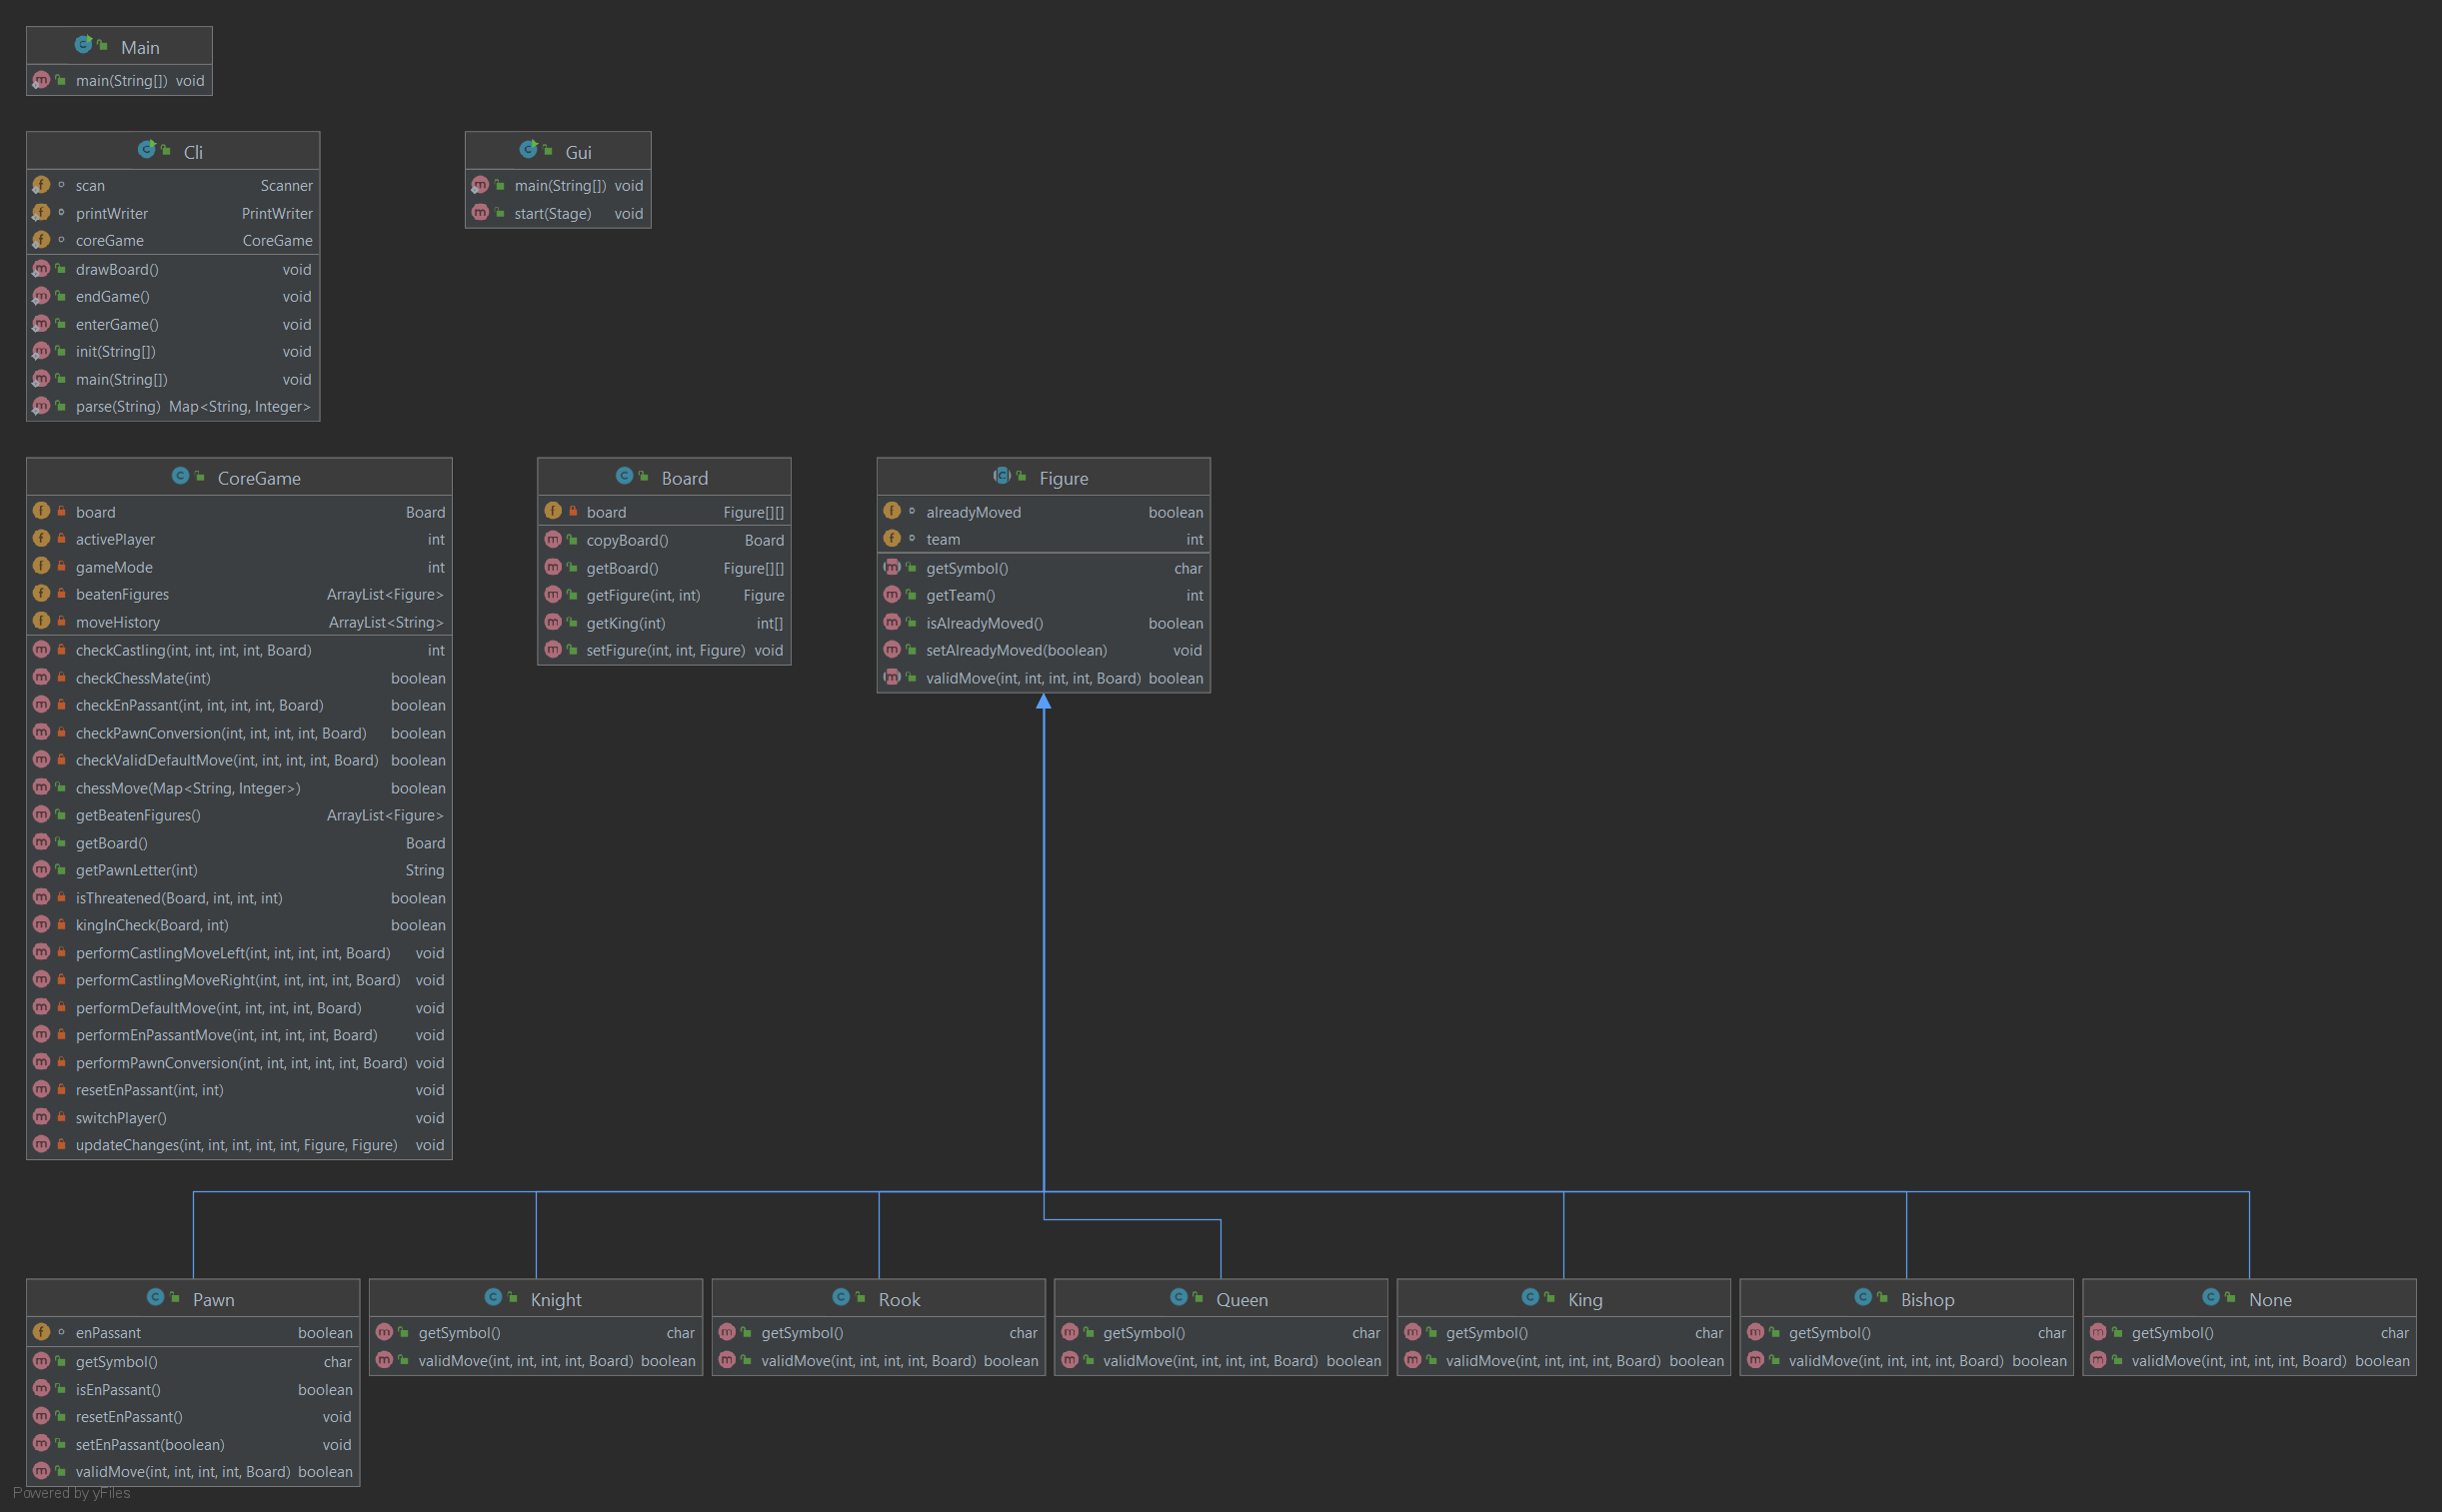 Main
main(String[]) void
Cli
scan Scanner
printWriter PrintWriter
coreGame CoreGame
drawBoard() void
endGame() void
enterGame() void
init(String[]) void
main(String[]) void
parse(String) Map<String, Integer>
Gui
main(String[]) void
start(Stage) void
CoreGame
board Board
activePlayer int
gameMode int
beatenFigures ArrayList<Figure>
moveHistory ArrayList<String>
checkCastling(int, int, int, int, Board) int
checkChessMate(int) boolean
checkEnPassant(int, int, int, int, Board) boolean
checkPawnConversion(int, int, int, int, Board) boolean
checkValidDefaultMove(int, int, int, int, Board) boolean
chessMove(Map<String, Integer>) boolean
getBeatenFigures() ArrayList<Figure>
getBoard() Board
getPawnLetter(int) String
isThreatened(Board, int, int, int) boolean
kingInCheck(Board, int) boolean
performCastlingMoveLeft(int, int, int, int, Board) void
performCastlingMoveRight(int, int, int, int, Board) void
performDefaultMove(int, int, int, int, Board) void
performEnPassantMove(int, int, int, int, Board) void
performPawnConversion(int, int, int, int, int, Board) void
resetEnPassant(int, int) void
switchPlayer() void
updateChanges(int, int, int, int, int, Figure, Figure) void
Board
board Figure[][]
copyBoard() Board
getBoard() Figure[][]
getFigure(int, int) Figure
getKing(int) int[]
setFigure(int, int, Figure) void
Figure
alreadyMoved boolean
team int
getSymbol() char
getTeam() int
isAlreadyMoved() boolean
setAlreadyMoved(boolean) void
validMove(int, int, int, int, Board) boolean
Pawn
enPassant boolean
getSymbol() char
isEnPassant() boolean
resetEnPassant() void
setEnPassant(boolean) void
validMove(int, int, int, int, Board) boolean
Knight
getSymbol() char
validMove(int, int, int, int, Board) boolean
Rook
getSymbol() char
validMove(int, int, int, int, Board) boolean
Queen
getSymbol() char
validMove(int, int, int, int, Board) boolean
King
getSymbol() char
validMove(int, int, int, int, Board) boolean
Bishop
getSymbol() char
validMove(int, int, int, int, Board) boolean
None
getSymbol() char
validMove(int, int, int, int, Board) boolean
Powered by yFiles